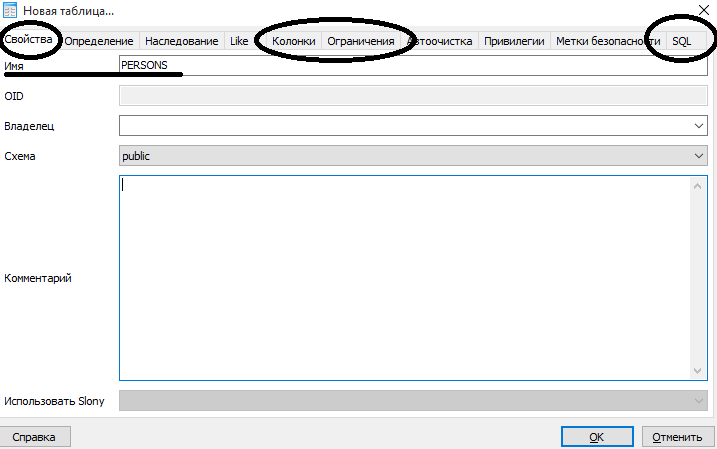 Новая таблица...
Свойства Определение Наследование Like Колонки Ограничения Автоочистка Привилегии Метки безопасности SQL
Имя PERSONS
OID
Владелец
Схема public
Комментарий
Использовать Slony
Справка OK Отменить